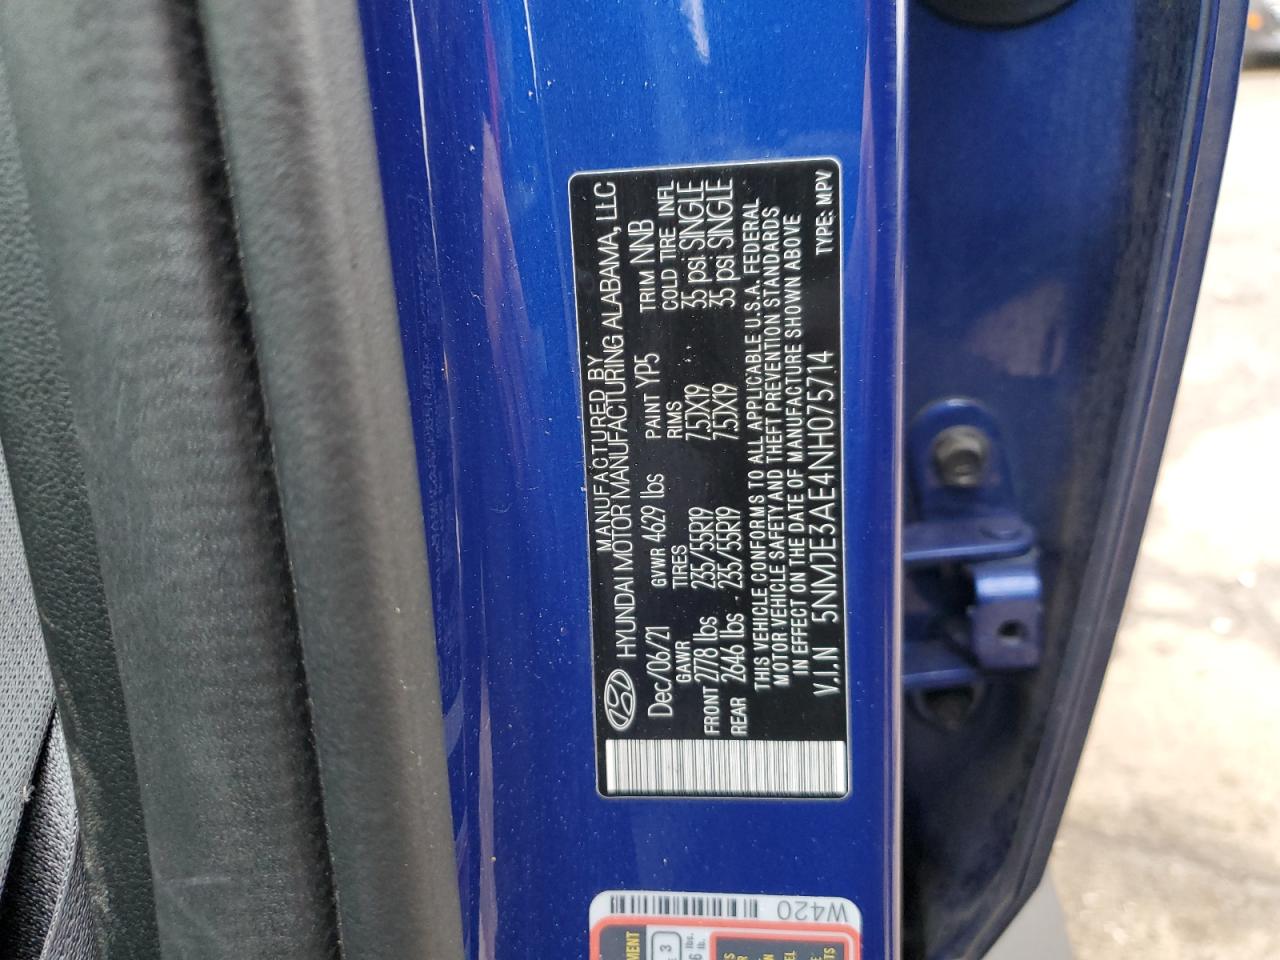 MANUFACTURED BY
HYUNDAI MOTOR MANUFACTURING ALABAMA, LLC
Dec/06/21 GVWR 4629 lbs PAINT YP5 TRIM NNB
GAWR TIRES RIMS COLD TIRE INFL
FRONT 2778 lbs 235/55R19 7.5JX19 35 psi SINGLE
REAR 2646 lbs 235/55R19 7.5JX19 35 psi SINGLE
THIS VEHICLE CONFORMS TO ALL APPLICABLE U.S.A. FEDERAL
MOTOR VEHICLE SAFETY AND THEFT PREVENTION STANDARDS
IN EFFECT ON THE DATE OF MANUFACTURE SHOWN ABOVE
V.I.N 5NMJE3AE4NH075714 TYPE: MPV
W420
3
lbs.
lb.